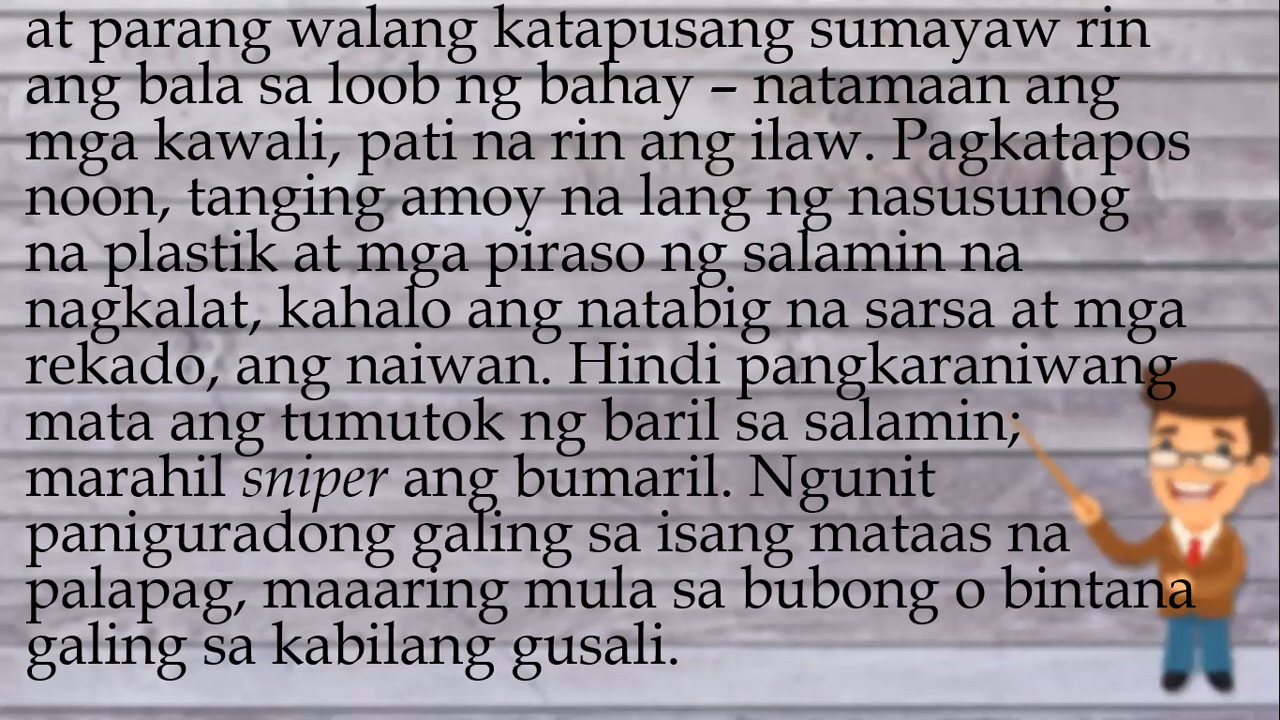 at parang walang katapusang sumayaw rin
ang bala sa loob ng bahay – natamaan ang
mga kawali, pati na rin ang ilaw. Pagkatapos
noon, tanging amoy na lang ng nasusunog
na plastik at mga piraso ng salamin na
nagkalat, kahalo ang natabig na sarsa at mga
rekado, ang naiwan. Hindi pangkaraniwang
mata ang tumutok ng baril sa salamin;
marahil sniper ang bumaril. Ngunit
paniguradong galing sa isang mataas na
palapag, maaaring mula sa bubong o bintana
galing sa kabilang gusali.